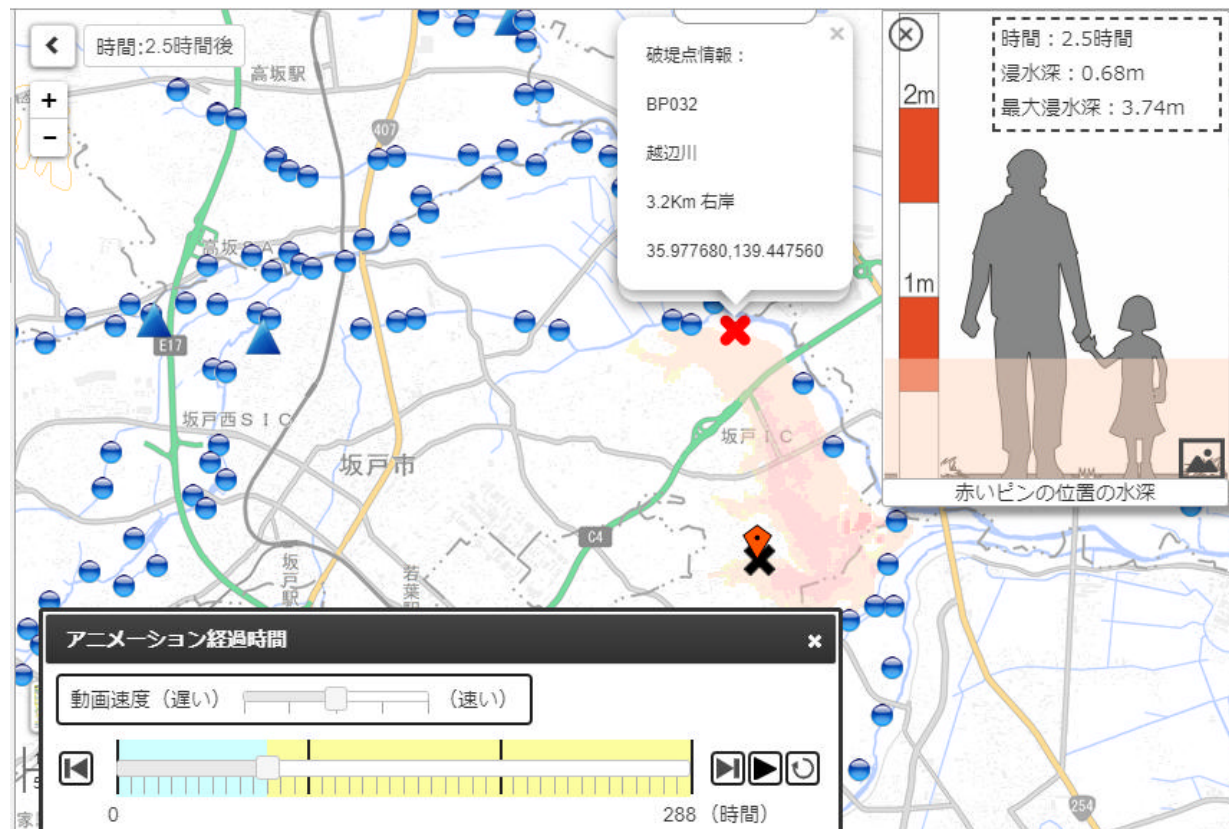 時間:2.5時間後
+
−
高坂駅
407
高坂SA
E17
坂戸西SIC
坂戸市
坂戸駅
若葉
C4
坂戸IC
254
破堤点情報：
BP032
越辺川
3.2Km 右岸
35.977680,139.447560
×
時間：2.5時間
浸水深：0.68m
最大浸水深：3.74m
2m
1m
赤いピンの位置の水深
アニメーション経過時間
×
動画速度（遅い）
（速い）
0
288
（時間）